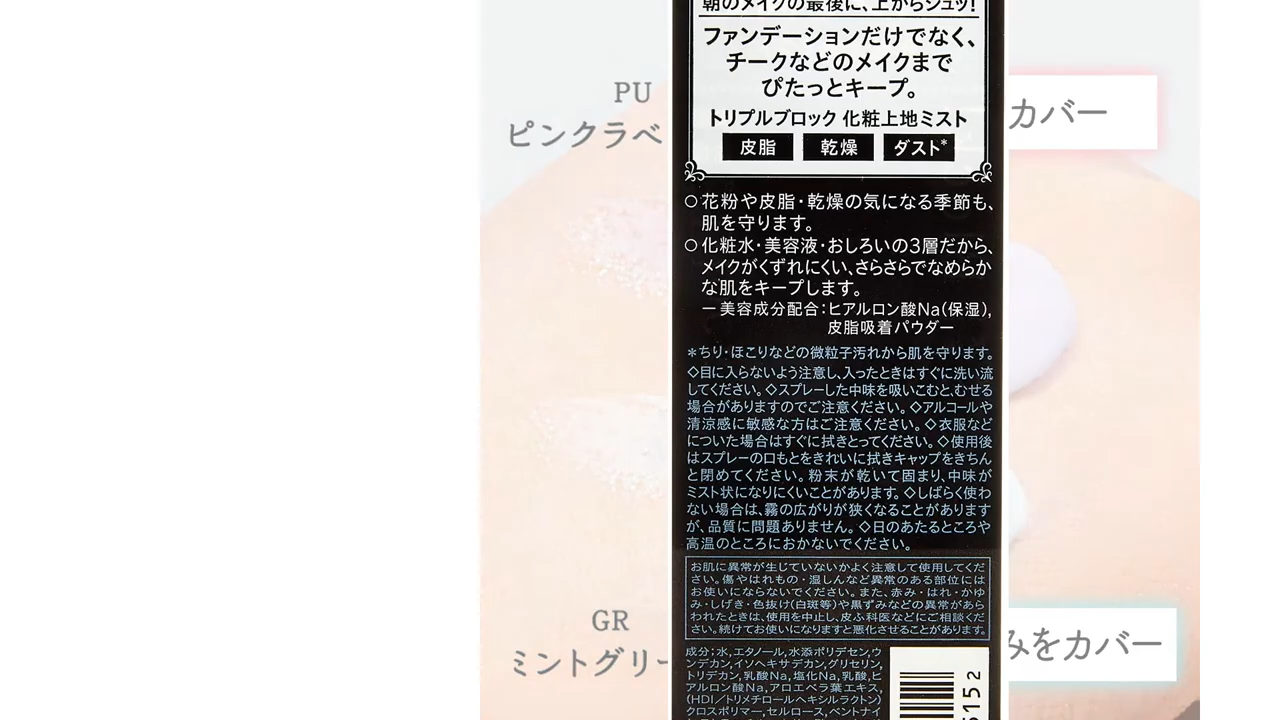 朝のメイクの最後に、上からシュッ!
ファンデーションだけでなく、
チークなどのメイクまで
ぴたっとキープ。
トリプルブロック 化粧上地ミスト
皮脂 乾燥 ダスト*
○花粉や皮脂・乾燥の気になる季節も、
肌を守ります。
○化粧水・美容液・おしろいの3層だから、
メイクがくずれにくい、さらさらでなめらか
な肌をキープします。
ー美容成分配合:ヒアルロン酸Na(保湿)、
皮脂吸着パウダー
*ちり・ほこりなどの微粒子汚れから肌を守ります。
◇目に入らないよう注意し、入ったときはすぐに洗い流
してください。◇スプレーした中味を吸いこむと、むせる
場合がありますのでご注意ください。◇アルコールや
清涼感に敏感な方はご注意ください。◇衣服など
についた場合はすぐに拭きとってください。◇使用後
はスプレーの口もとをきれいに拭きキャップをきちん
と閉めてください。粉末が乾いて固まり、中味が
ミスト状になりにくいことがあります。◇しばらく使わ
ない場合は、霧の広がりが狭くなることがあります
が、品質に問題ありません。◇日のあたるところや
高温のところにおかないでください。
お肌に異常が生じていないかよく注意して使用してくだ
さい。傷やはれもの・湿しんなど異常のある部位には
お使いにならないでください。また、赤み・はれ・かゆ
み・しげき・色抜け(白斑等)や黒ずみなどの異常があら
われたときは、使用を中止し、皮ふ科医などにご相談くだ
さい。続けてお使いになりますと悪化させることがあります。
成分:水,エタノール,水添ポリデセン,ウ
ンデカン,イソヘキサデカン,グリセリン,
トリデカン,乳酸Na,塩化Na,乳酸,ヒ
アルロン酸Na,アロエベラ葉エキス,
(HDI/トリメチロールヘキシルラクトン)
クロスポリマー,セルロース,ベントナイ
PU
ピンクラベ
カバー
GR
ミントグリー
みをカバー